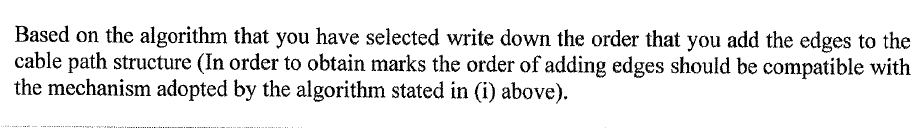 Based on the algorithm that you have selected write down the order that you add the edges to the
cable path structure (In order to obtain marks the order of adding edges should be compatible with
the mechanism adopted by the algorithm stated in (i) above).